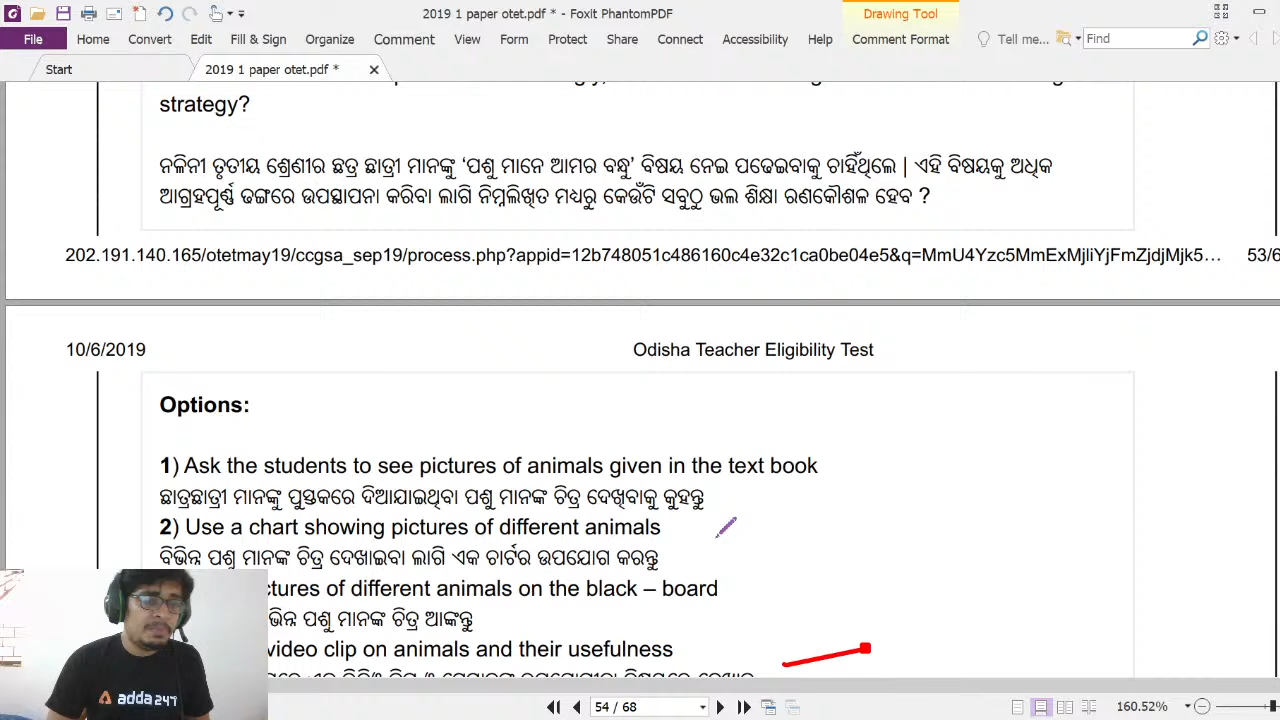 2019 1 paper otet.pdf * - Foxit PhantomPDF
Drawing Tool
File Home Convert Edit Fill & Sign Organize Comment View Form Protect Share Connect Accessibility Help Comment Format Tell me... Find
Start 2019 1 paper otet.pdf *
strategy?
ନଳିନୀ ତୃତୀୟ ଶ୍ରେଣୀର ଛତ୍ର ଛାତ୍ରୀ ମାନଙ୍କୁ ‘ପଶୁ ମାନେ ଆମର ବନ୍ଧୁ’ ବିଷୟ ନେଇ ପଢେଇବାକୁ ଚାହିଁଥିଲେ | ଏହି ବିଷୟକୁ ଅଧିକ
ଆଗ୍ରହପୂର୍ଣ୍ଣ ଢଙ୍ଗରେ ଉପସ୍ଥାପନା କରିବା ଲାଗି ନିମ୍ନଲିଖିତ ମଧ୍ୟରୁ କେଉଁଟି ସବୁଠୁ ଭଲ ଶିକ୍ଷା ରଣକୌଶଳ ହେବ ?
202.191.140.165/otetmay19/ccgsa_sep19/process.php?appid=12b748051c486160c4e32c1ca0be04e5&q=MmU4Yzc5MmExMjliYjFmZjdjMjk5… 53/6
10/6/2019 Odisha Teacher Eligibility Test
Options:
1) Ask the students to see pictures of animals given in the text book
ଛାତ୍ରଛାତ୍ରୀ ମାନଙ୍କୁ ପୁସ୍ତକରେ ଦିଆଯାଇଥିବା ପଶୁ ମାନଙ୍କ ଚିତ୍ର ଦେଖିବାକୁ କୁହନ୍ତୁ
2) Use a chart showing pictures of different animals
ବିଭିନ୍ନ ପଶୁ ମାନଙ୍କ ଚିତ୍ର ଦେଖାଇବା ଲାଗି ଏକ ଚାର୍ଟର ଉପଯୋଗ କରନ୍ତୁ
ctures of different animals on the black – board
ଭିନ୍ନ ପଶୁ ମାନଙ୍କ ଚିତ୍ର ଆଙ୍କନ୍ତୁ
video clip on animals and their usefulness
adda 247
54 / 68 160.52%